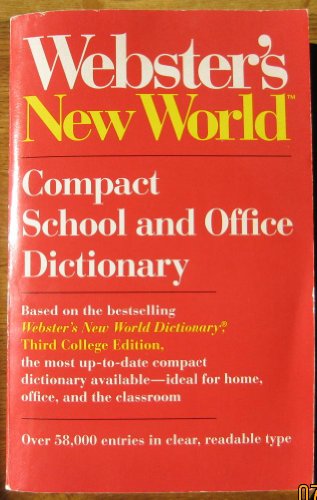 Webster's
New World™
Compact
School and Office
Dictionary
Based on the bestselling
Webster's New World Dictionary®,
Third College Edition,
the most up-to-date compact
dictionary available—ideal for home,
office, and the classroom
Over 58,000 entries in clear, readable type
07